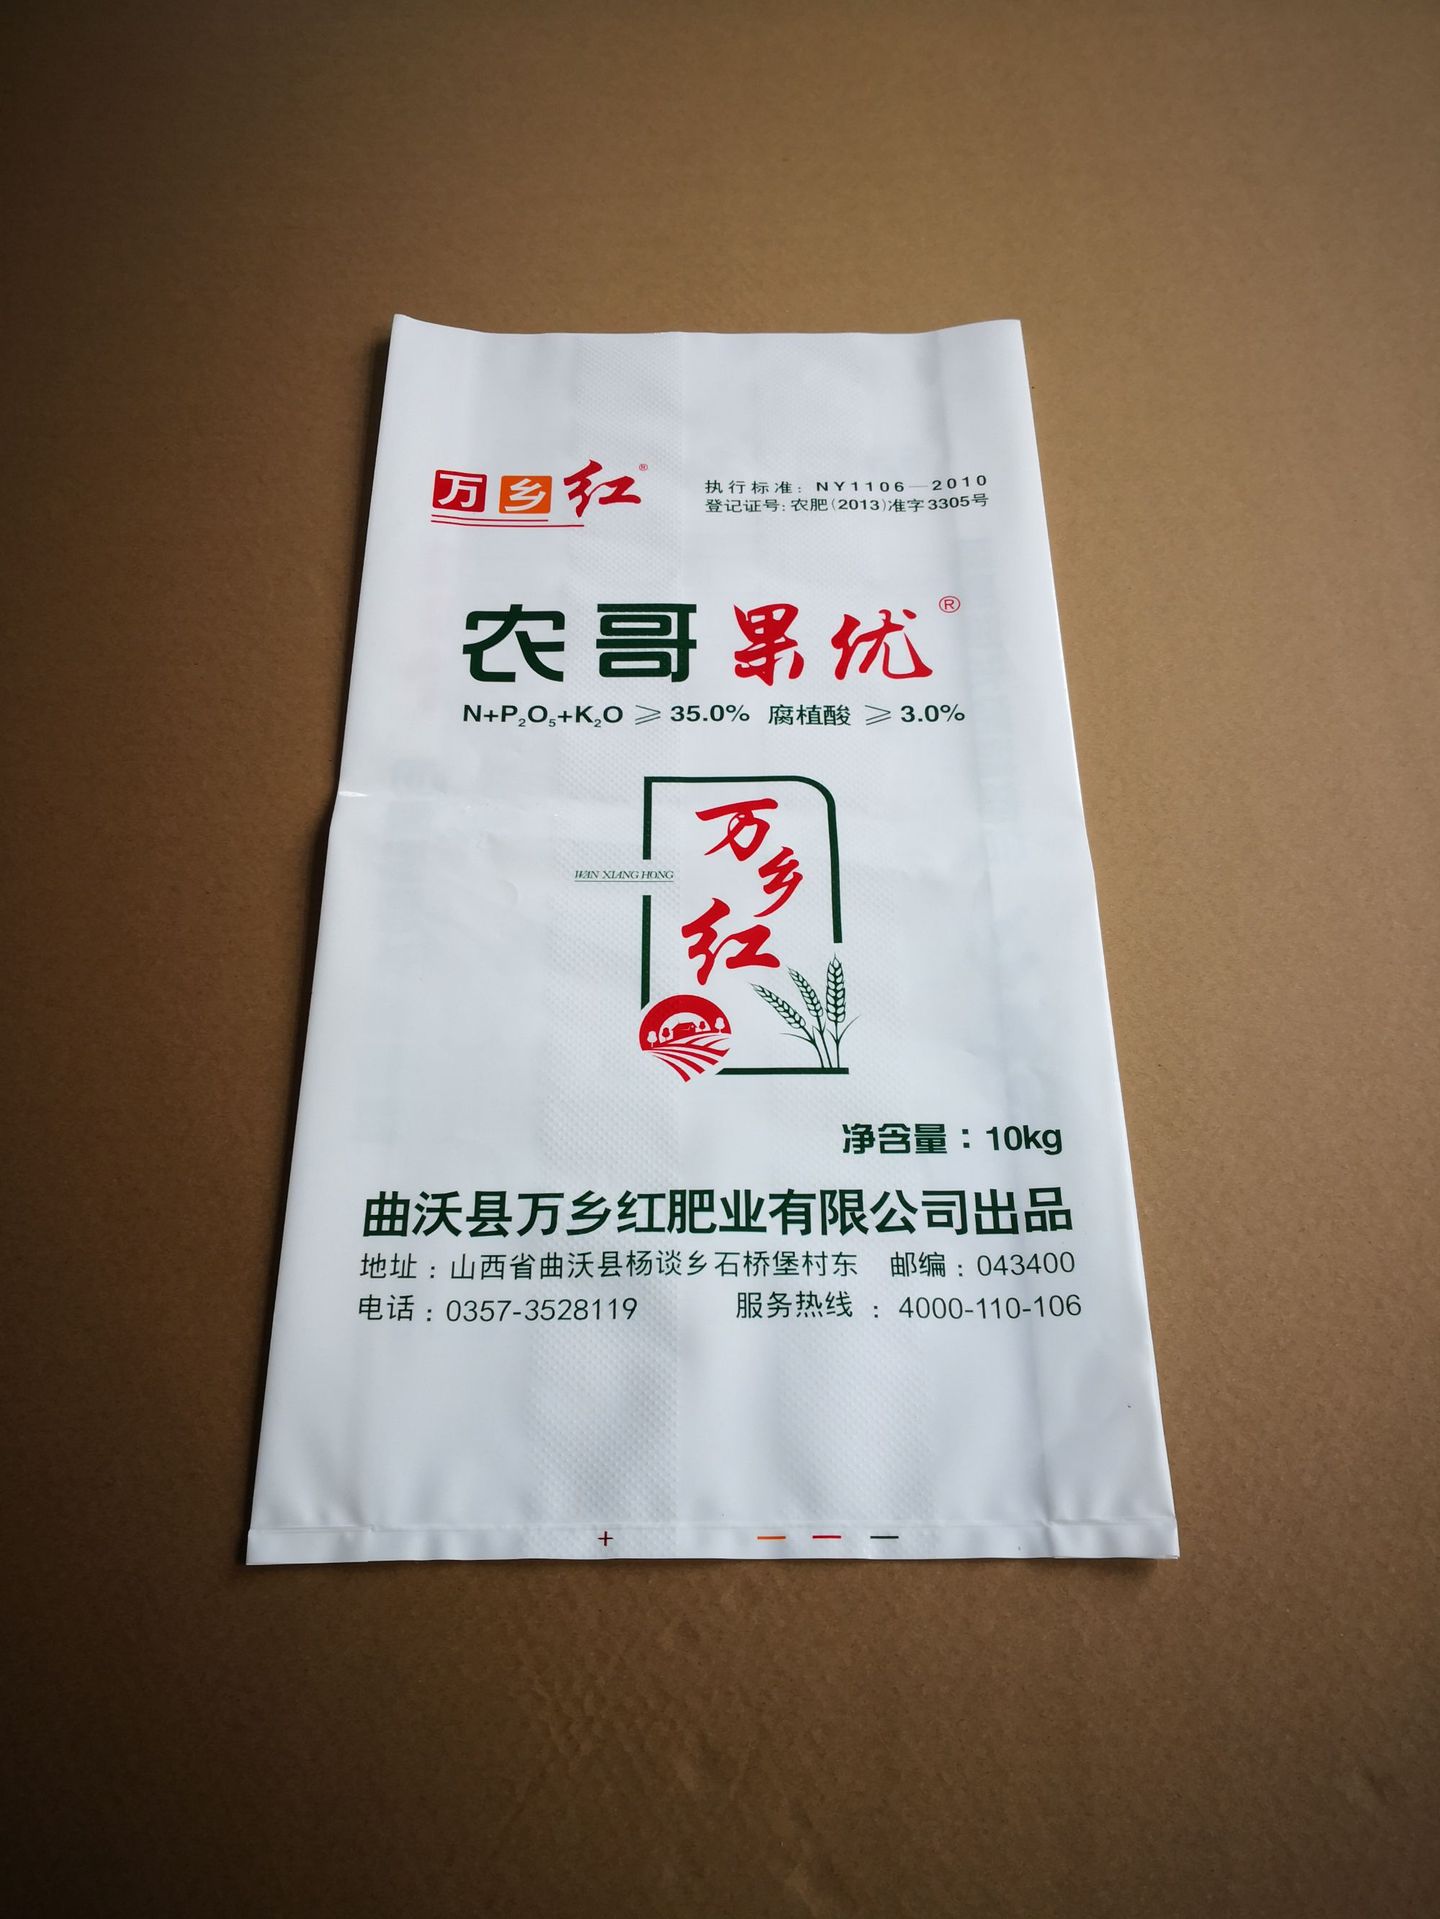 万乡红®
执行标准：NY1106—2010
登记证号：农肥(2013)准字3305号
农哥果优®
N+P₂O₅+K₂O ≥ 35.0% 腐植酸 ≥ 3.0%
万乡红
WAN XIANG HONG
净含量：10kg
曲沃县万乡红肥业有限公司出品
地址：山西省曲沃县杨谈乡石桥堡村东 邮编：043400
电话：0357-3528119 服务热线：4000-110-106